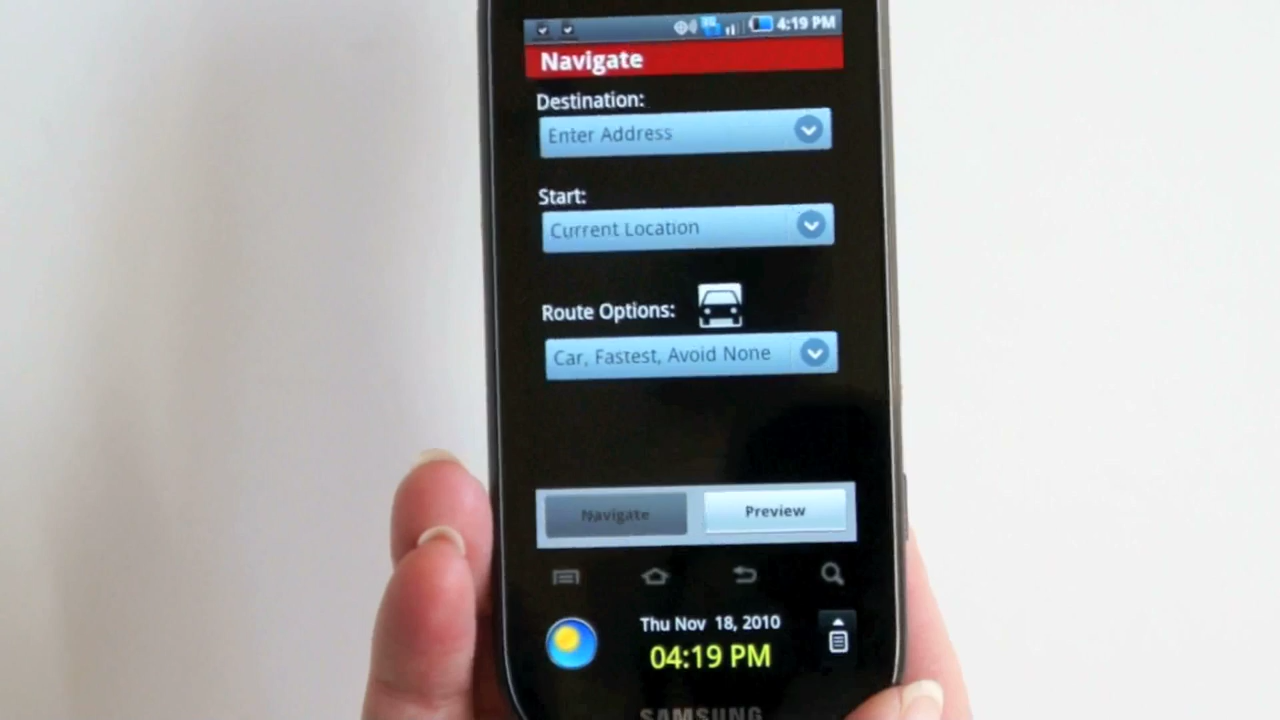 4:19 PM
Navigate
Destination:
Enter Address
Start:
Current Location
Route Options:
Car, Fastest, Avoid None
Navigate Preview
Thu Nov 18, 2010
04:19 PM
SAMSUNG